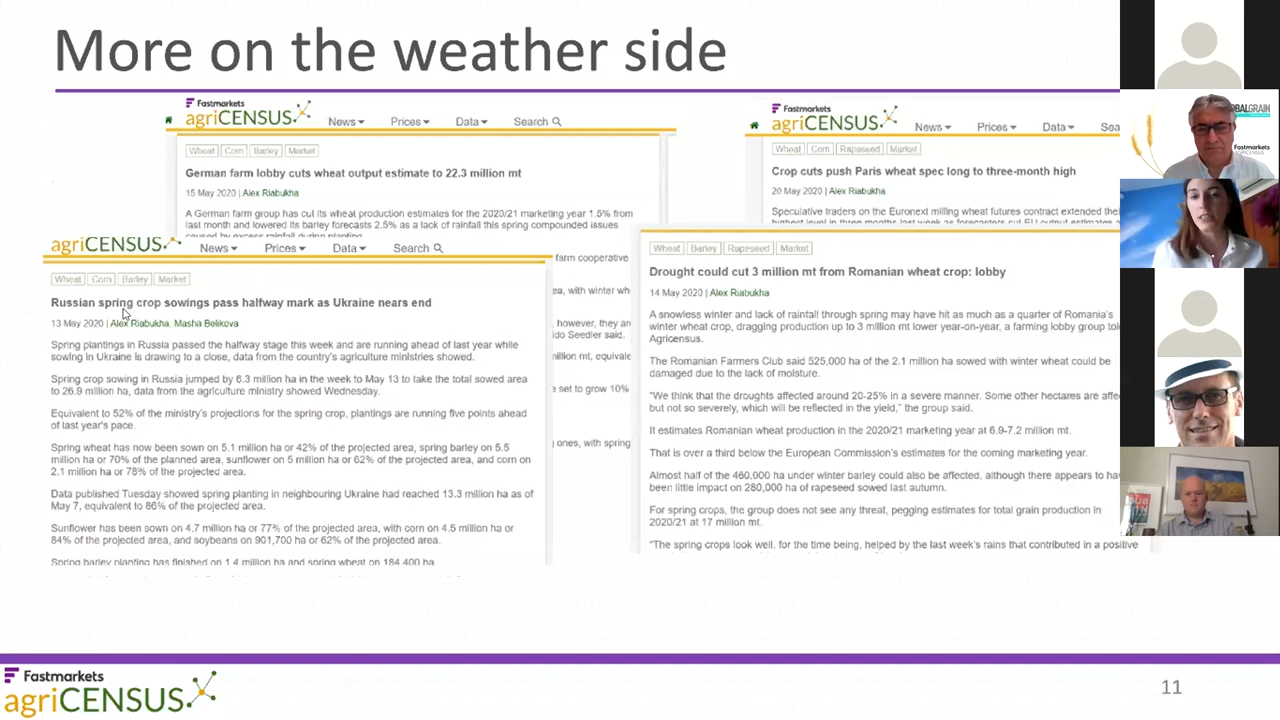 More on the weather side
Fastmarkets
agriCENSUS
News Prices Data Search
Wheat Corn Barley Market
German farm lobby cuts wheat output estimate to 22.3 million mt
15 May 2020 | Alex Riabukha
A German farm group has cut its wheat production estimates for the 2020/21 marketing year 1.5% from
last month and lowered its barley forecasts 2.5% as a lack of rainfall this spring compounded issues
caused by excess rainfall during planting
farm cooperative
ea, with winter wh
, however, they are
do Seedler said.
million mt, equivale
e set to grow 10%
ong ones, with spring
Fastmarkets
agriCENSUS
News Prices Data Sea
Wheat Corn Rapeseed Market
Crop cuts push Paris wheat spec long to three-month high
20 May 2020 | Alex Riabukha
Speculative traders on the Euronext milling wheat futures contract extended thei
highest level in three months last week as forecasters cut EU output estimates a
agriCENSUS
News Prices Data Search
Wheat Corn Barley Market
Russian spring crop sowings pass halfway mark as Ukraine nears end
13 May 2020 | Alex Riabukha, Masha Belikova
Spring plantings in Russia passed the halfway stage this week and are running ahead of last year while
sowing in Ukraine is drawing to a close, data from the country's agriculture ministries showed.
Spring crop sowing in Russia jumped by 6.3 million ha in the week to May 13 to take the total sowed area
to 26.9 million ha, data from the agriculture ministry showed Wednesday.
Equivalent to 52% of the ministry's projections for the spring crop, plantings are running five points ahead
of last year's pace.
Spring wheat has now been sown on 5.1 million ha or 42% of the projected area, spring barley on 5.5
million ha or 70% of the planned area, sunflower on 5 million ha or 62% of the projected area, and corn on
2.1 million ha or 78% of the projected area.
Data published Tuesday showed spring planting in neighbouring Ukraine had reached 13.3 million ha as of
May 7, equivalent to 86% of the projected area.
Sunflower has been sown on 4.7 million ha or 77% of the projected area, with corn on 4.5 million ha or
84% of the projected area, and soybeans on 901,700 ha or 62% of the projected area.
Spring barley planting has finished on 1.4 million ha and spring wheat on 184,400 ha
Wheat Barley Rapeseed Market
Drought could cut 3 million mt from Romanian wheat crop: lobby
14 May 2020 | Alex Riabukha
A snowless winter and lack of rainfall through spring may have hit as much as a quarter of Romania's
winter wheat crop, dragging production up to 3 million mt lower year-on-year, a farming lobby group tol
Agricensus.
The Romanian Farmers Club said 525,000 ha of the 2.1 million ha sowed with winter wheat could be
damaged due to the lack of moisture.
"We think that the droughts affected around 20-25% in a severe manner. Some other hectares are affe
but not so severely, which will be reflected in the yield," the group said.
It estimates Romanian wheat production in the 2020/21 marketing year at 6.9-7.2 million mt.
That is over a third below the European Commission's estimates for the coming marketing year.
Almost half of the 460,000 ha under winter barley could also be affected, although there appears to hav
been little impact on 280,000 ha of rapeseed sowed last autumn.
For spring crops, the group does not see any threat, pegging estimates for total grain production in
2020/21 at 17 million mt.
"The spring crops look well, for the time being, helped by the last week's rains that contributed in a positive
OBALGRAIN
Fastmarkets
AGRICENSUS
Fastmarkets
agriCENSUS
11